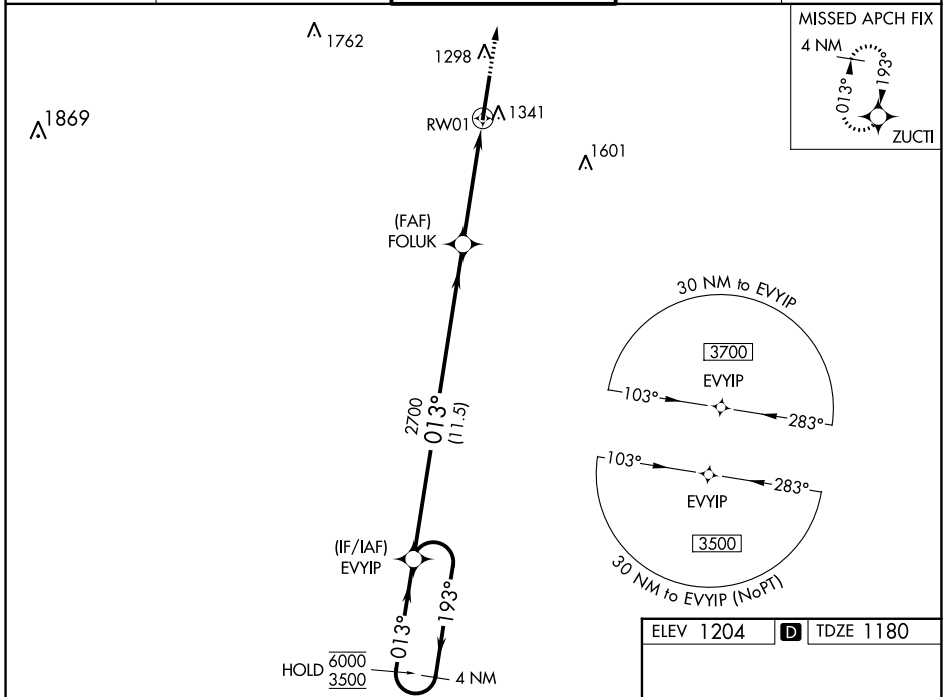 MISSED APCH FIX
4 NM
013°
193°
ZUCTI
1762
1298
1869
RW01
1341
1601
(FAF)
FOLUK
30 NM to EVYIP
3700
EVYIP
103°
283°
2700
013°
(11.5)
103°
283°
EVYIP
3500
30 NM to EVYIP (NoPT)
(IF/IAF)
EVYIP
013°
193°
HOLD 6000
3500
4 NM
ELEV 1204 D TDZE 1180